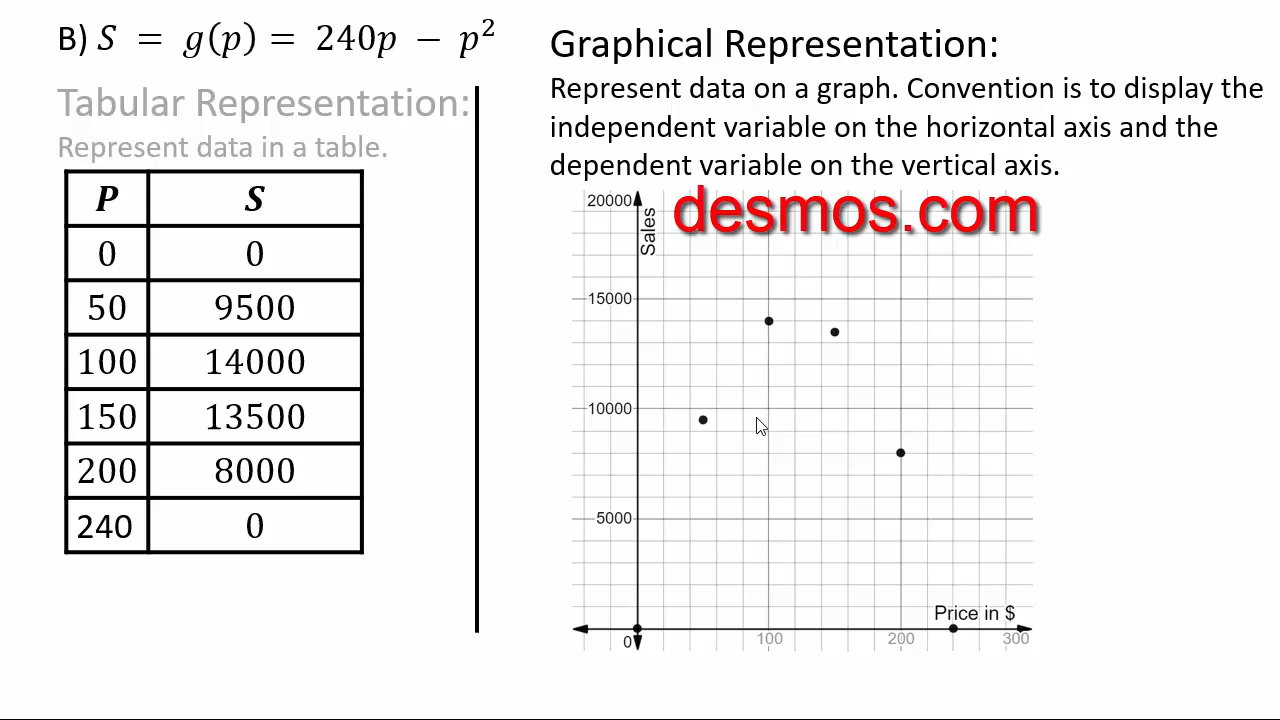 B) S = g(p) = 240p − p²
Tabular Representation:
Represent data in a table.
P S
0 0
50 9500
100 14000
150 13500
200 8000
240 0
Graphical Representation:
Represent data on a graph. Convention is to display the
independent variable on the horizontal axis and the
dependent variable on the vertical axis.
desmos.com
20000
Sales
15000
10000
5000
Price in $
0 100 200 300